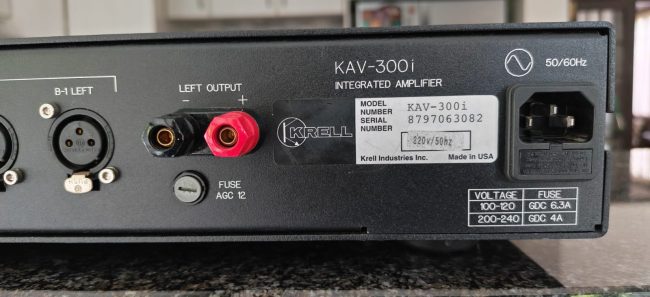 KAV-300i
INTEGRATED AMPLIFIER
50/60Hz
B-1 LEFT
LEFT OUTPUT
- +
KRELL
MODEL NUMBER KAV-300i
SERIAL NUMBER 8797063082
220v/50hz
Krell Industries Inc. Made in USA
FUSE
AGC 12
VOLTAGE FUSE
100-120 GDC 6.3A
200-240 GDC 4A